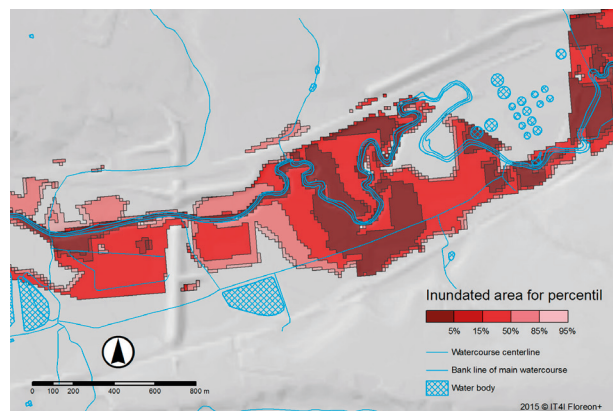 Inundated area for percentil
5% 15% 50% 85% 95%
Watercourse centerline
Bank line of main watercourse
Water body
0 200 400 600 800 m
2015 © IT4I Floreon+